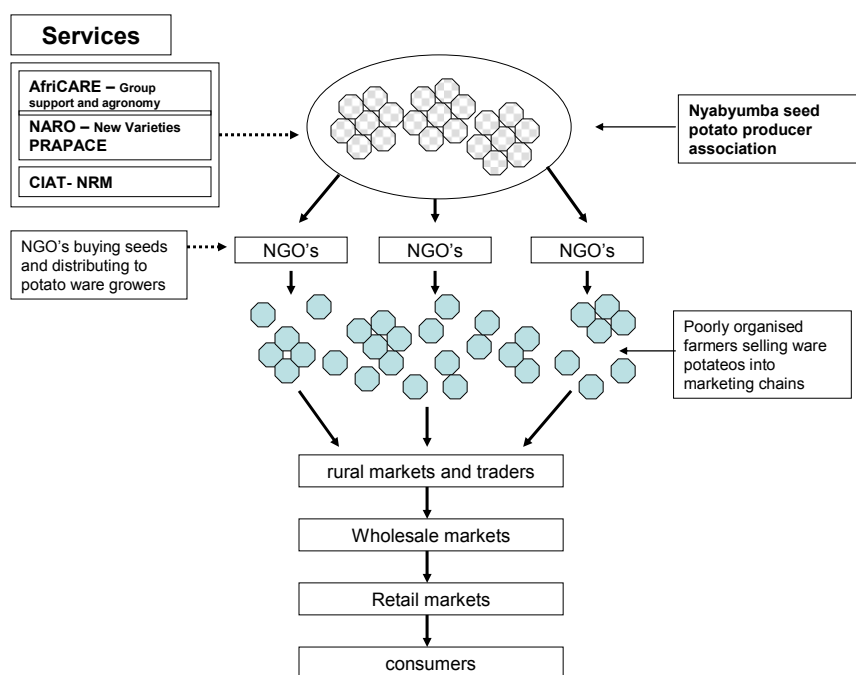 Services
AfriCARE – Group
support and agronomy
NARO – New Varieties
PRAPACE
CIAT- NRM
Nyabyumba seed
potato producer
association
NGO's buying seeds
and distributing to
potato ware growers
NGO's
NGO's
NGO's
Poorly organised
farmers selling ware
potateos into
marketing chains
rural markets and traders
Wholesale markets
Retail markets
consumers